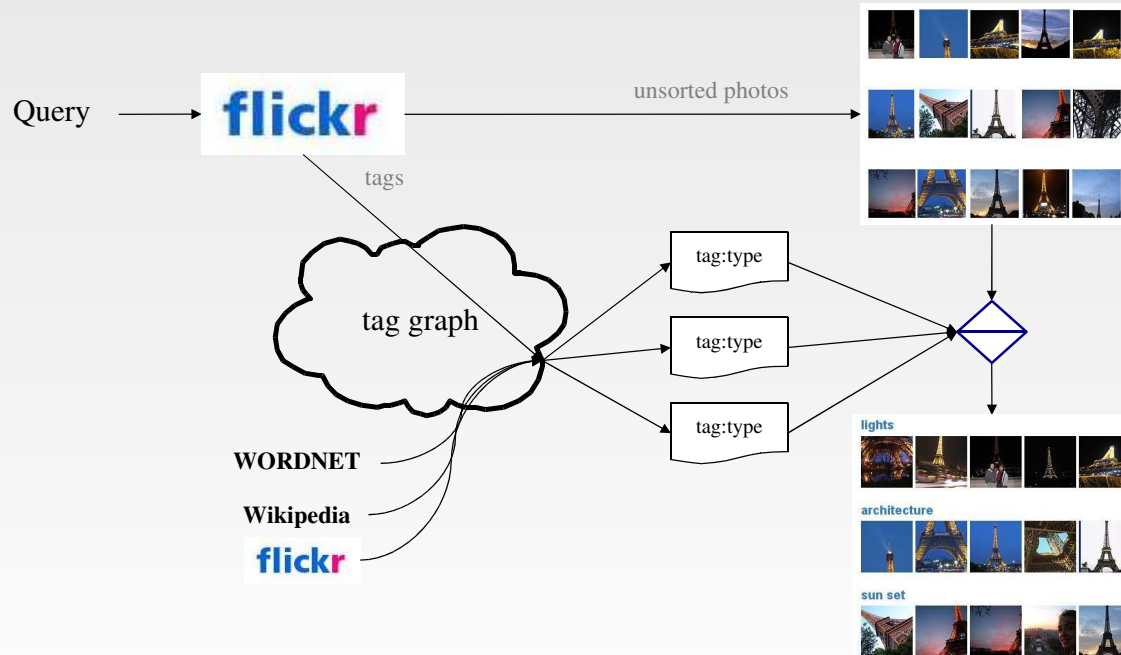 Query
flickr
unsorted photos
tags
tag graph
tag:type
tag:type
tag:type
WORDNET
Wikipedia
flickr
lights
architecture
sun set